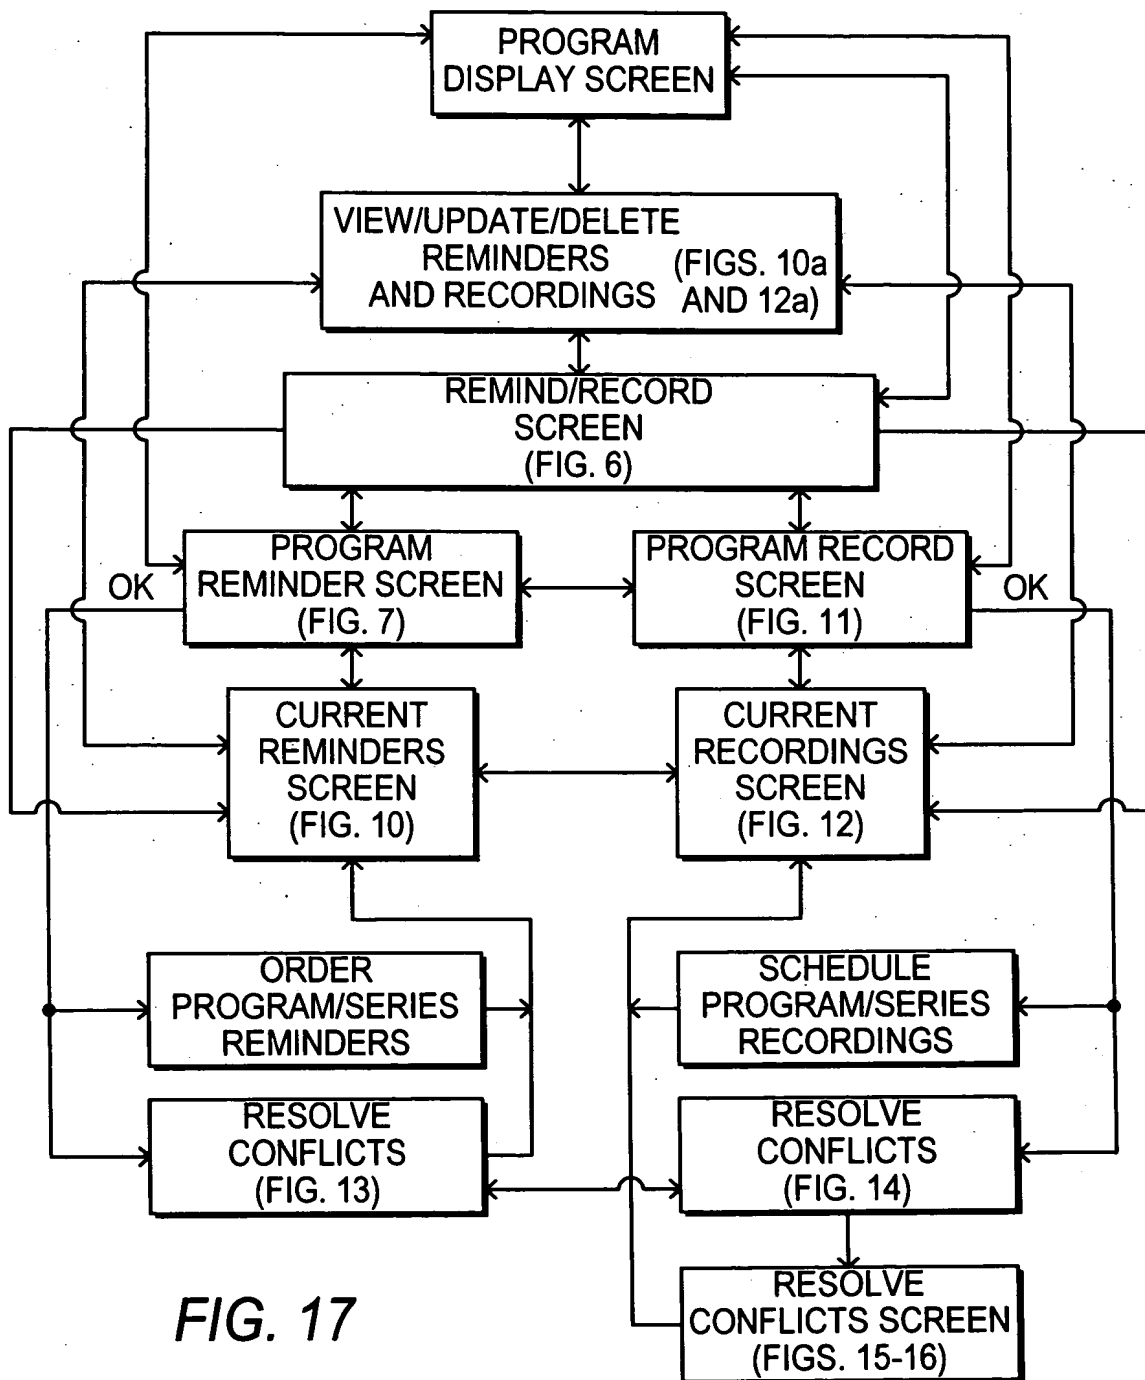 PROGRAM
DISPLAY SCREEN
VIEW/UPDATE/DELETE
REMINDERS
AND RECORDINGS
(FIGS. 10a
AND 12a)
REMIND/RECORD
SCREEN
(FIG. 6)
PROGRAM
REMINDER SCREEN
(FIG. 7)
OK
PROGRAM RECORD
SCREEN
(FIG. 11)
OK
CURRENT
REMINDERS
SCREEN
(FIG. 10)
CURRENT
RECORDINGS
SCREEN
(FIG. 12)
ORDER
PROGRAM/SERIES
REMINDERS
SCHEDULE
PROGRAM/SERIES
RECORDINGS
RESOLVE
CONFLICTS
(FIG. 13)
RESOLVE
CONFLICTS
(FIG. 14)
RESOLVE
CONFLICTS SCREEN
(FIGS. 15-16)
FIG. 17